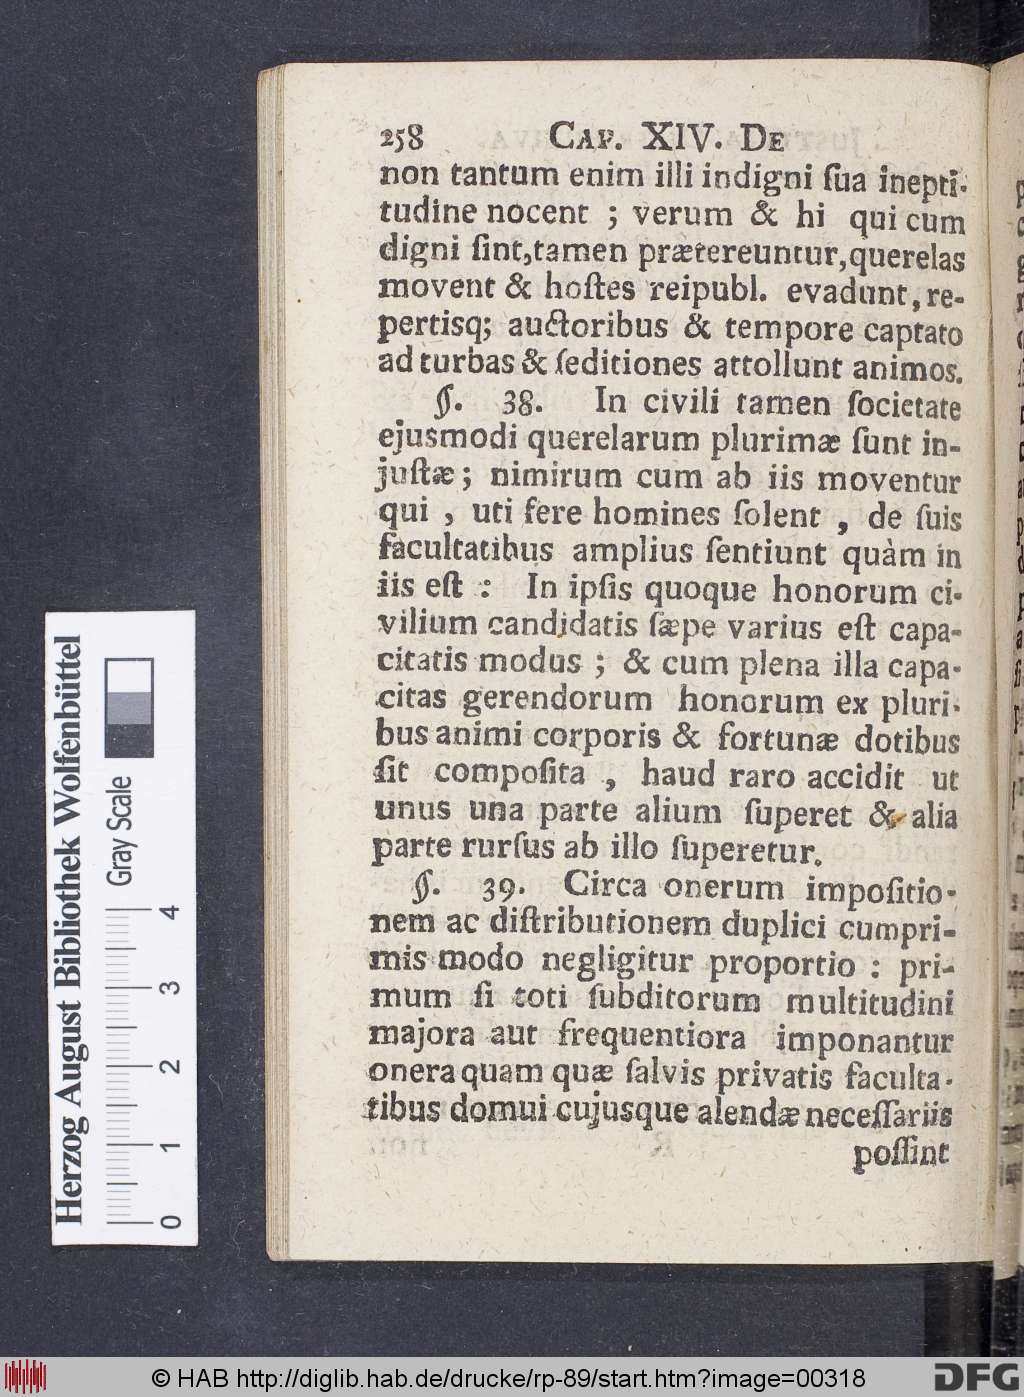 258 CAP. XIV. DE
non tantum enim illi indigni ſua inepti-
tudine nocent ; verum & hi qui cum
digni ſint,tamen prætereuntur,querelas
movent & hoſtes reipubl. evadunt, re-
pertisq; auctoribus & tempore captato
ad turbas & ſeditiones attollunt animos.
§. 38. In civili tamen ſocietate
ejusmodi querelarum plurimæ ſunt in-
juſtæ; nimirum cum ab iis moventur
qui , uti fere homines ſolent , de ſuis
facultatibus amplius ſentiunt quàm in
iis eſt : In ipſis quoque honorum ci-
vilium candidatis ſæpe varius eſt capa-
citatis modus ; & cum plena illa capa-
citas gerendorum honorum ex pluri-
bus animi corporis & fortunæ dotibus
ſit compoſita , haud raro accidit ut
unus una parte alium ſuperet & alia
parte rurſus ab illo ſuperetur.
§. 39. Circa onerum impoſitio-
nem ac diſtributionem duplici cumpri-
mis modo negligitur proportio : pri-
mum ſi toti ſubditorum multitudini
majora aut frequentiora imponantur
onera quam quæ ſalvis privatis faculta-
tibus domui cujusque alendæ neceſſariis
poſſint
Herzog August Bibliothek Wolfenbüttel
Gray Scale
0 1 2 3 4
© HAB http://diglib.hab.de/drucke/rp-89/start.htm?image=00318
DFG